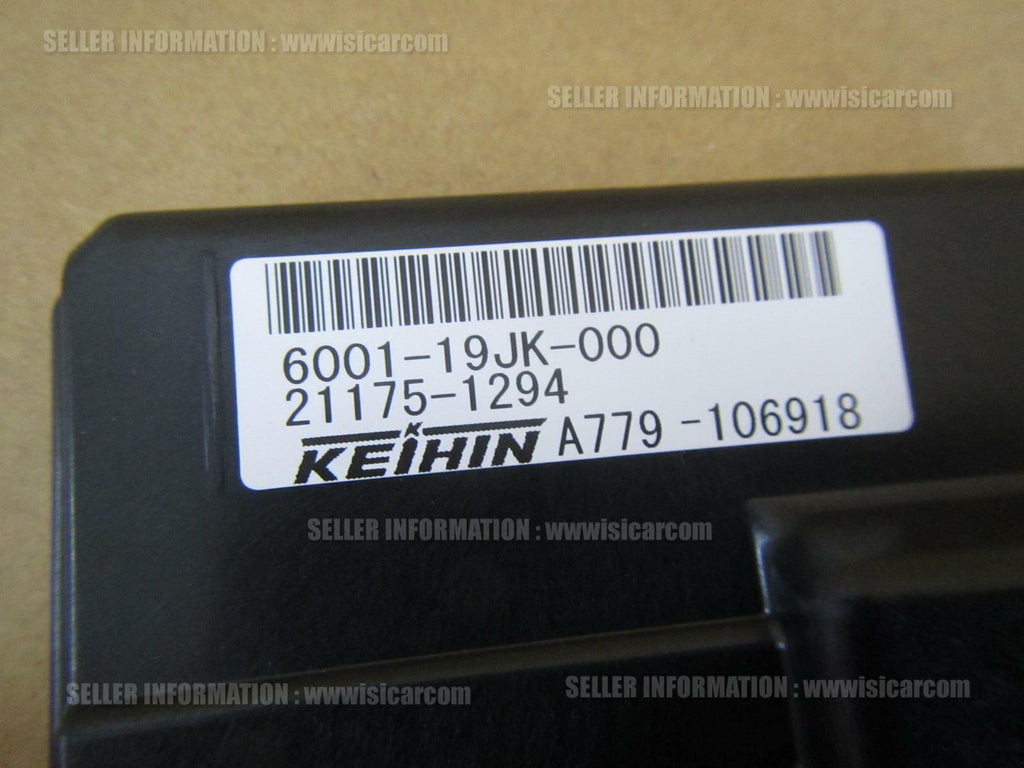 SELLER INFORMATION : wwwisicarcom
SELLER INFORMATION : wwwisicarcom
6001-19JK-000
21175-1294
KEIHIN A779 -106918
SELLER INFORMATION : wwwisicarcom
SELLER INFORMATION : wwwisicarcom
SELLER INFORMATION : wwwisicarcom